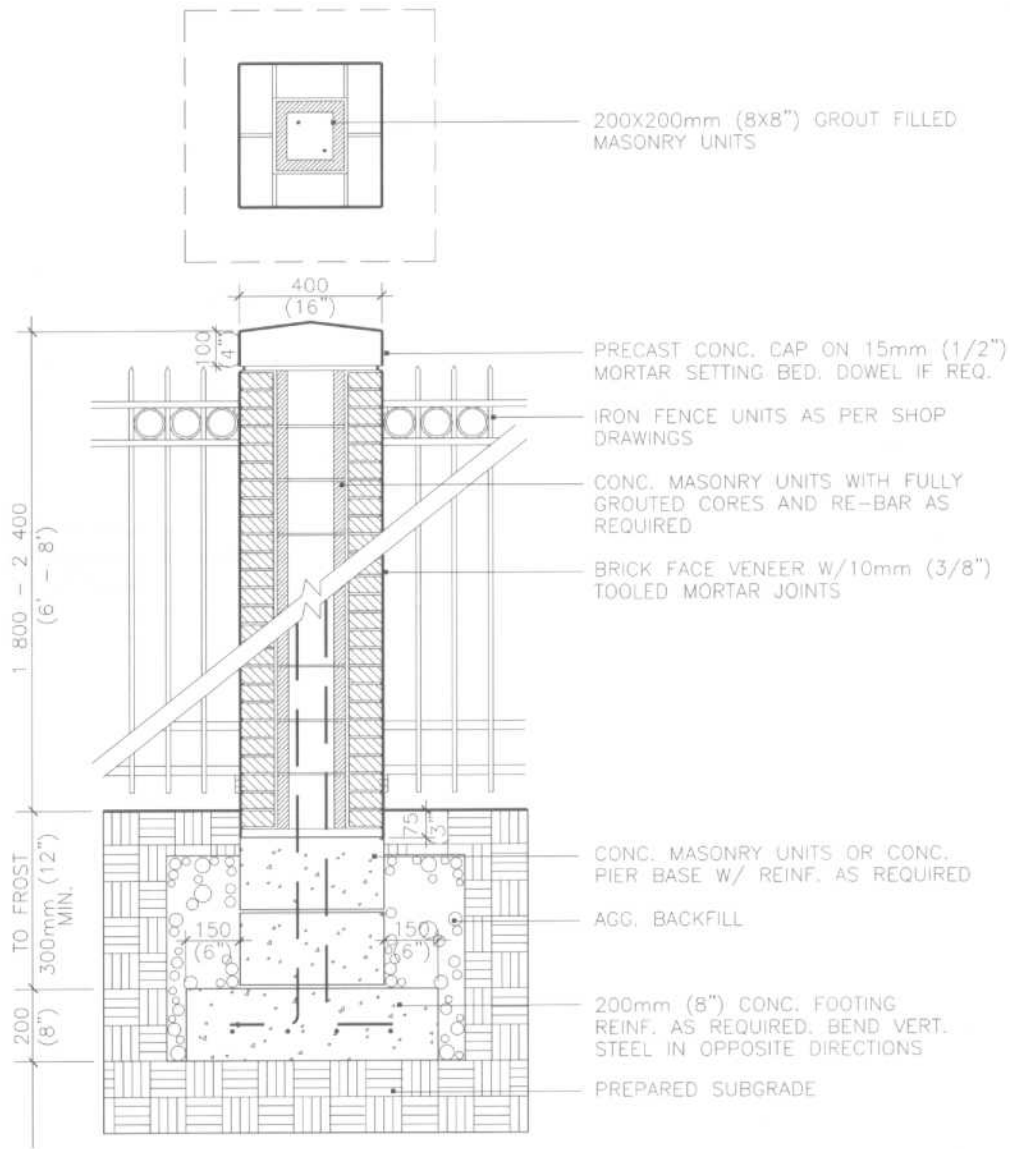 200X200mm (8X8") GROUT FILLED
MASONRY UNITS
400
(16")
100
(4")
PRECAST CONC. CAP ON 15mm (1/2")
MORTAR SETTING BED. DOWEL IF REQ.
IRON FENCE UNITS AS PER SHOP
DRAWINGS
CONC. MASONRY UNITS WITH FULLY
GROUTED CORES AND RE-BAR AS
REQUIRED
BRICK FACE VENEER W/10mm (3/8")
TOOLED MORTAR JOINTS
1 800 - 2 400
(6' - 8')
75
(3")
CONC. MASONRY UNITS OR CONC.
PIER BASE W/ REINF. AS REQUIRED
TO FROST
300mm (12")
MIN.
AGG. BACKFILL
150
(6")
150
(6")
200
(8")
200mm (8") CONC. FOOTING
REINF. AS REQUIRED. BEND VERT.
STEEL IN OPPOSITE DIRECTIONS
PREPARED SUBGRADE